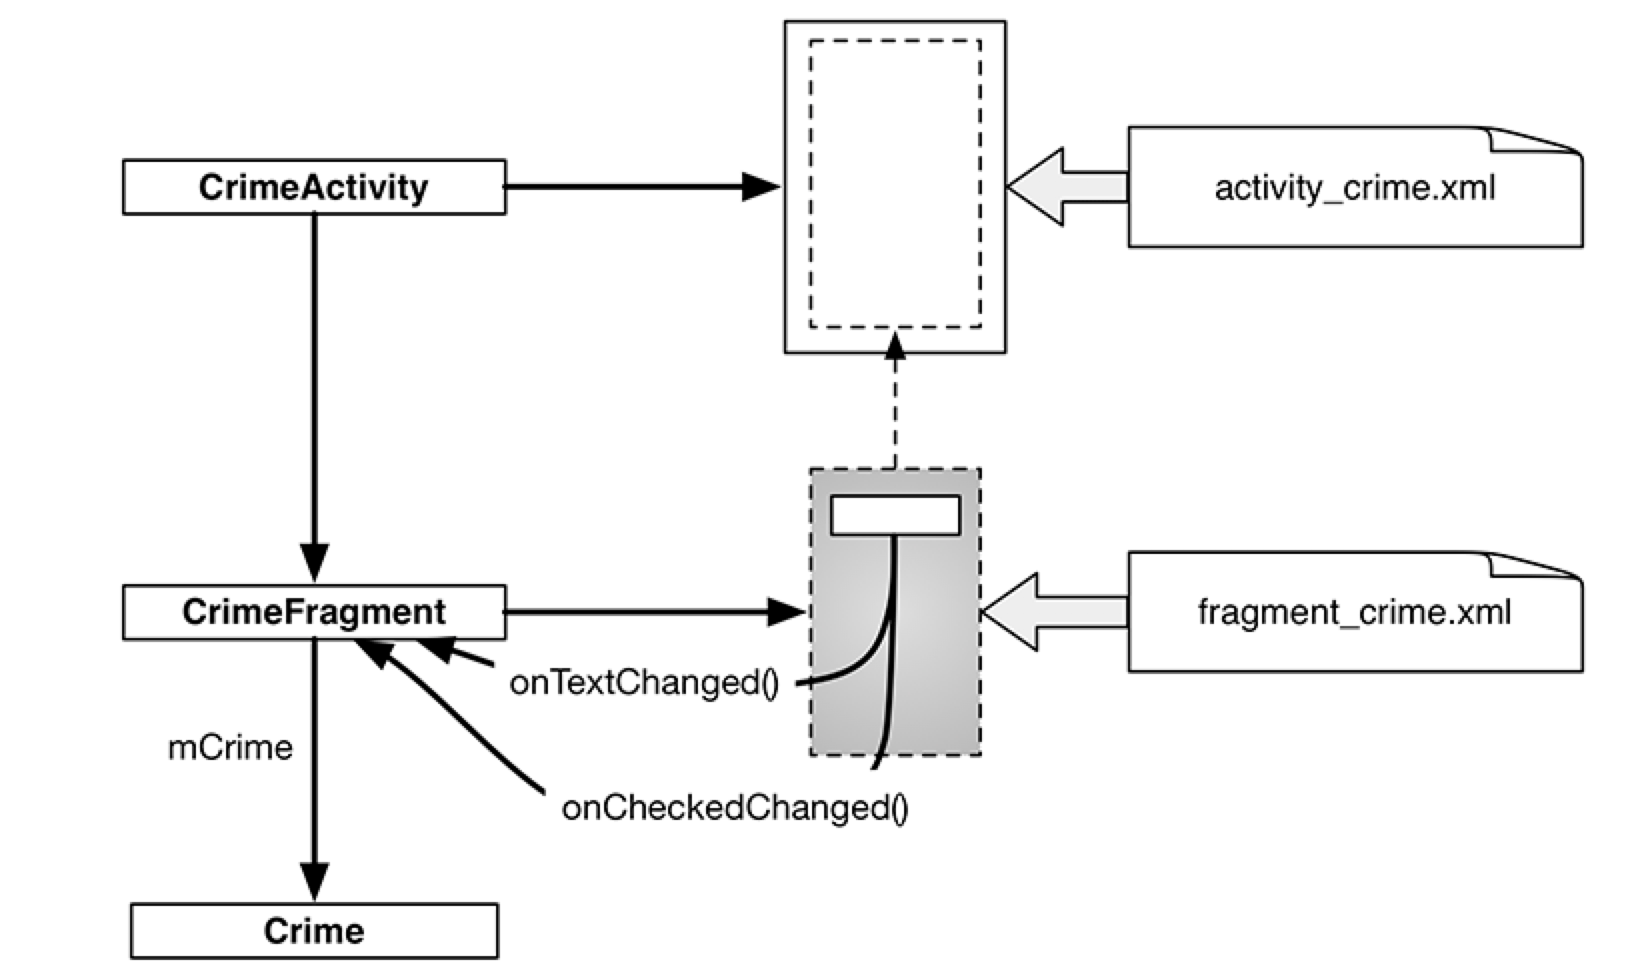 CrimeActivity
activity_crime.xml
CrimeFragment
fragment_crime.xml
onTextChanged()
mCrime
onCheckedChanged()
Crime